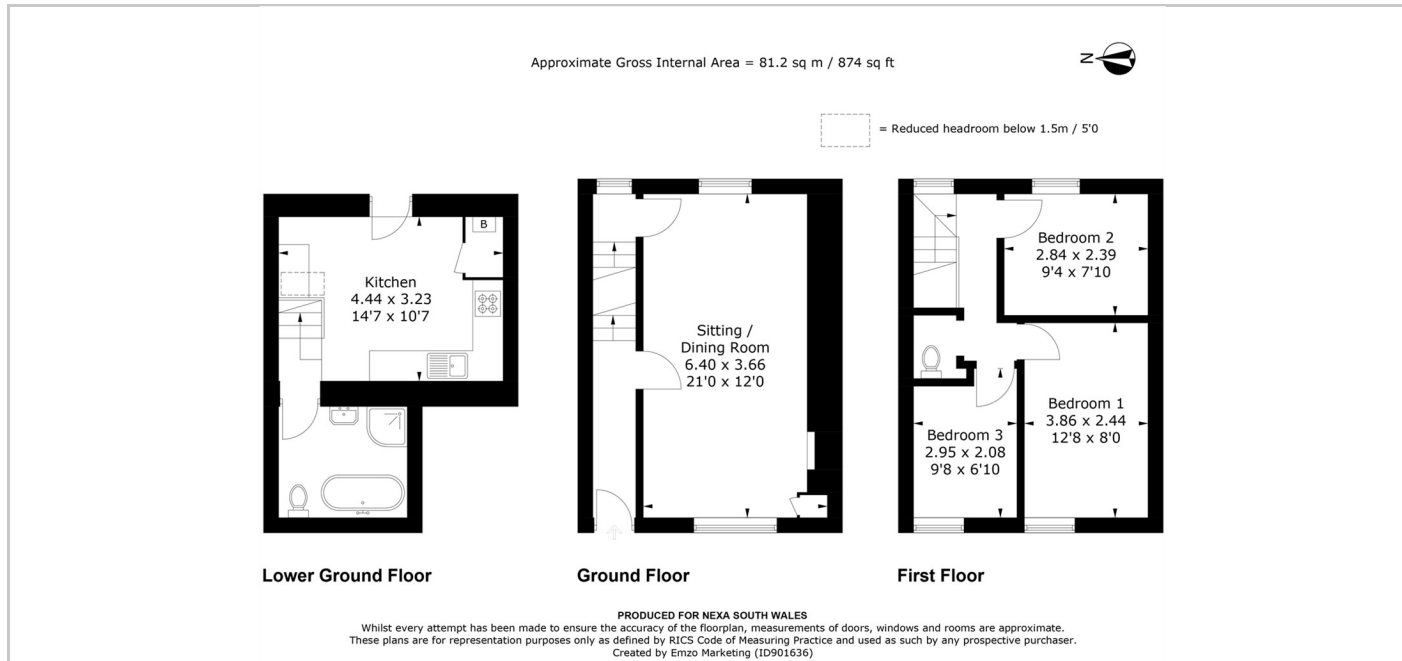 Approximate Gross Internal Area = 81.2 sq m / 874 sq ft
N
= Reduced headroom below 1.5m / 5'0
B
Kitchen
4.44 x 3.23
14'7 x 10'7
Lower Ground Floor
Sitting /
Dining Room
6.40 x 3.66
21'0 x 12'0
Ground Floor
Bedroom 2
2.84 x 2.39
9'4 x 7'10
Bedroom 1
3.86 x 2.44
12'8 x 8'0
Bedroom 3
2.95 x 2.08
9'8 x 6'10
First Floor
PRODUCED FOR NEXA SOUTH WALES
Whilst every attempt has been made to ensure the accuracy of the floorplan, measurements of doors, windows and rooms are approximate.
These plans are for representation purposes only as defined by RICS Code of Measuring Practice and used as such by any prospective purchaser.
Created by Emzo Marketing (ID901636)